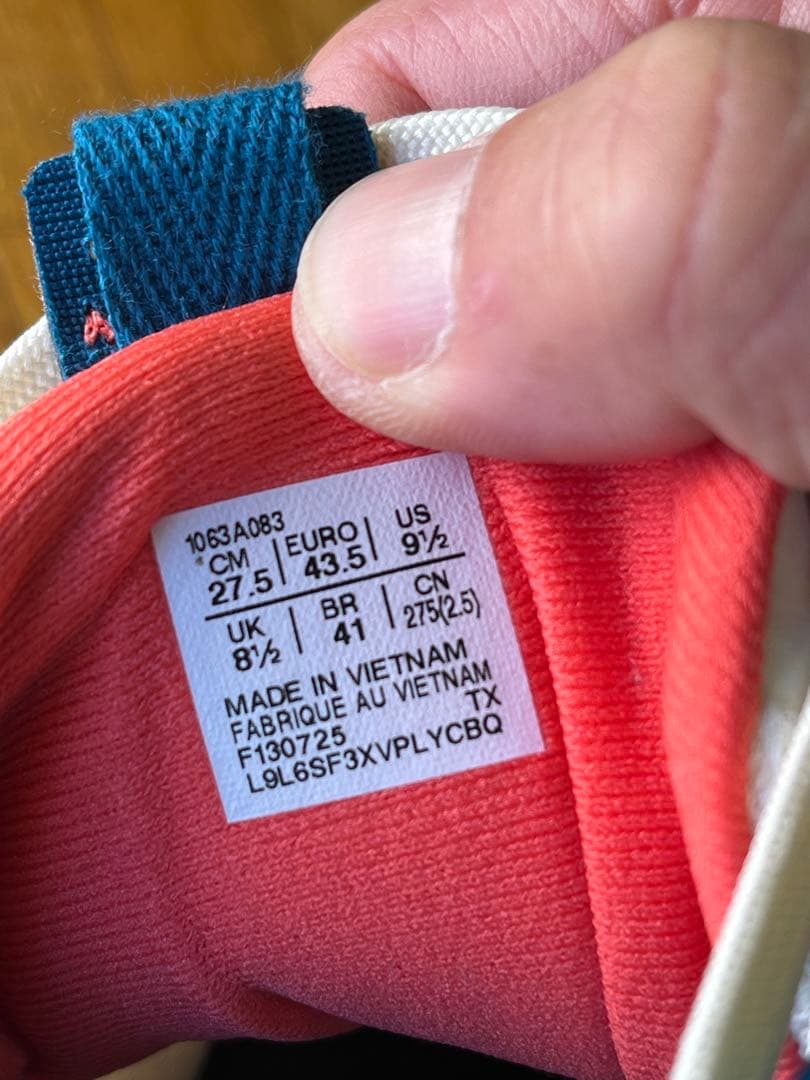 1063A083
CM | EURO | US
27.5 | 43.5 | 9½
UK | BR | CN
8½ | 41 | 275(2.5)
MADE IN VIETNAM
FABRIQUE AU VIETNAM
TX
F130725
L9L6SF3XVPLYCBQ